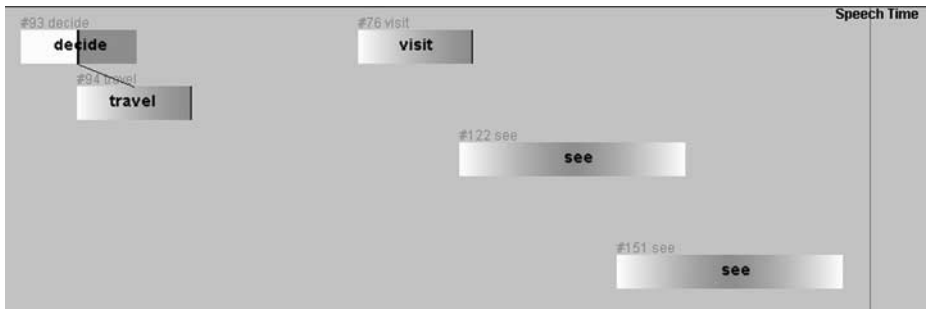 Speech Time
#93 decide
decide
#76 visit
visit
#94 travel
travel
#122 see
see
#151 see
see